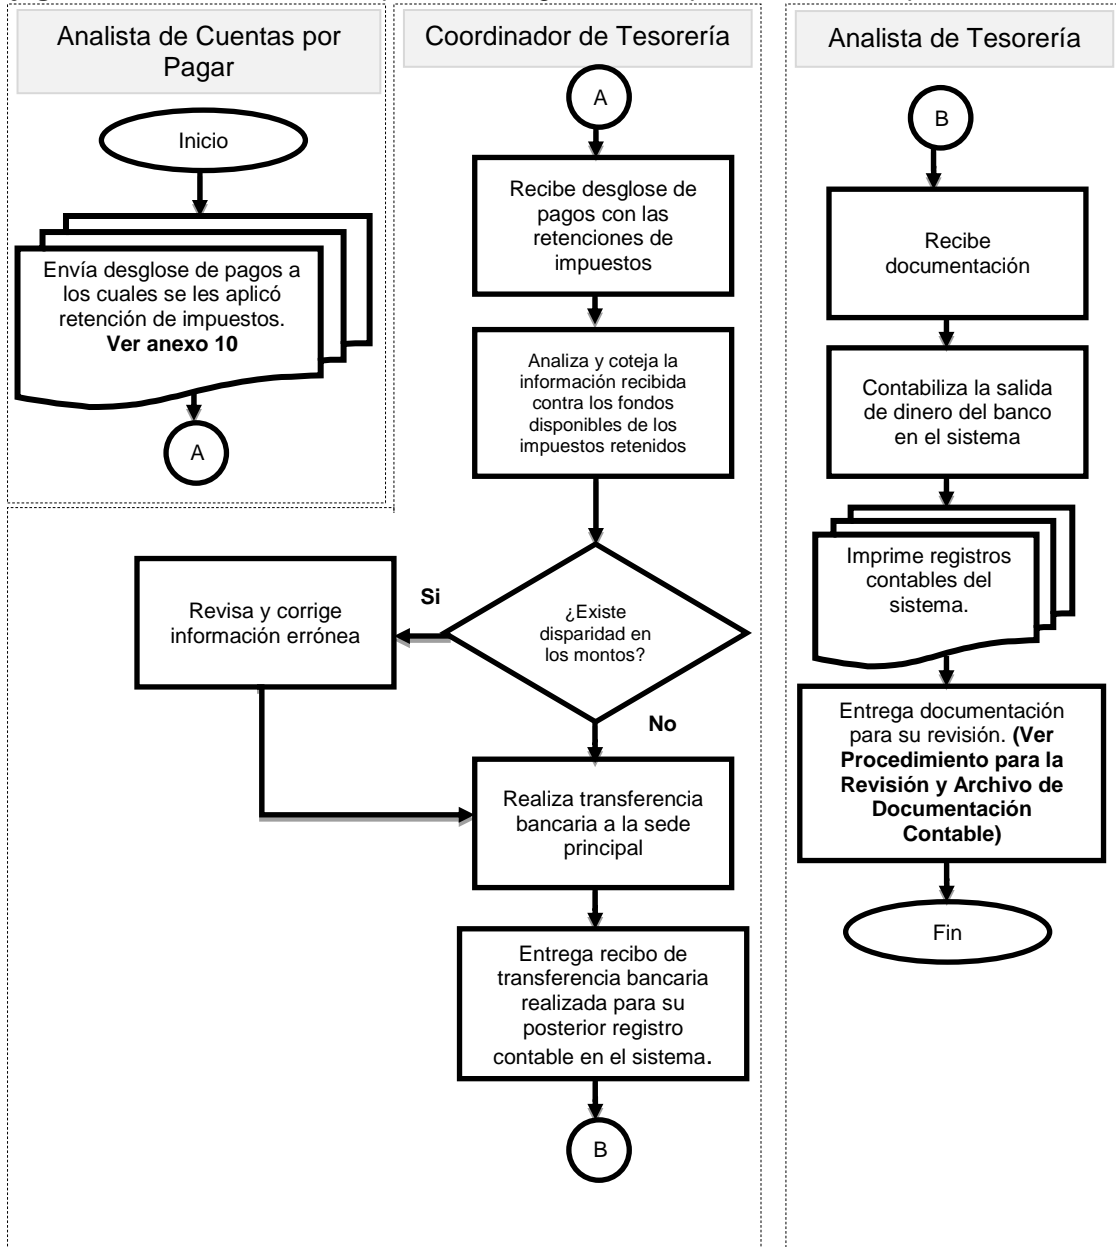 Analista de Cuentas por
Pagar
Inicio
Envía desglose de pagos a
los cuales se les aplicó
retención de impuestos.
Ver anexo 10
A
Coordinador de Tesorería
A
Recibe desglose de
pagos con las
retenciones de
impuestos
Analiza y coteja la
información recibida
contra los fondos
disponibles de los
impuestos retenidos
¿Existe
disparidad en
los montos?
Si
Revisa y corrige
información errónea
No
Realiza transferencia
bancaria a la sede
principal
Entrega recibo de
transferencia bancaria
realizada para su
posterior registro
contable en el sistema.
B
Analista de Tesorería
B
Recibe
documentación
Contabiliza la salida
de dinero del banco
en el sistema
Imprime registros
contables del
sistema.
Entrega documentación
para su revisión. (Ver
Procedimiento para la
Revisión y Archivo de
Documentación
Contable)
Fin